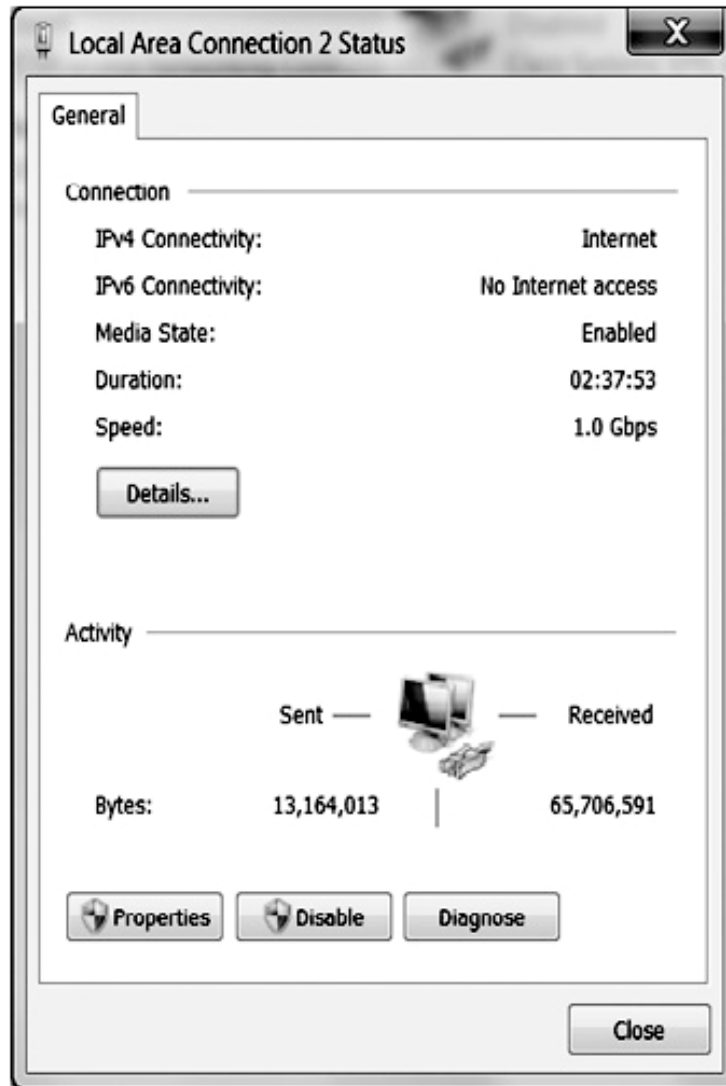 Local Area Connection 2 Status
X
General
Connection
IPv4 Connectivity: Internet
IPv6 Connectivity: No Internet access
Media State: Enabled
Duration: 02:37:53
Speed: 1.0 Gbps
Details...
Activity
Sent Received
Bytes: 13,164,013 65,706,591
Properties Disable Diagnose
Close